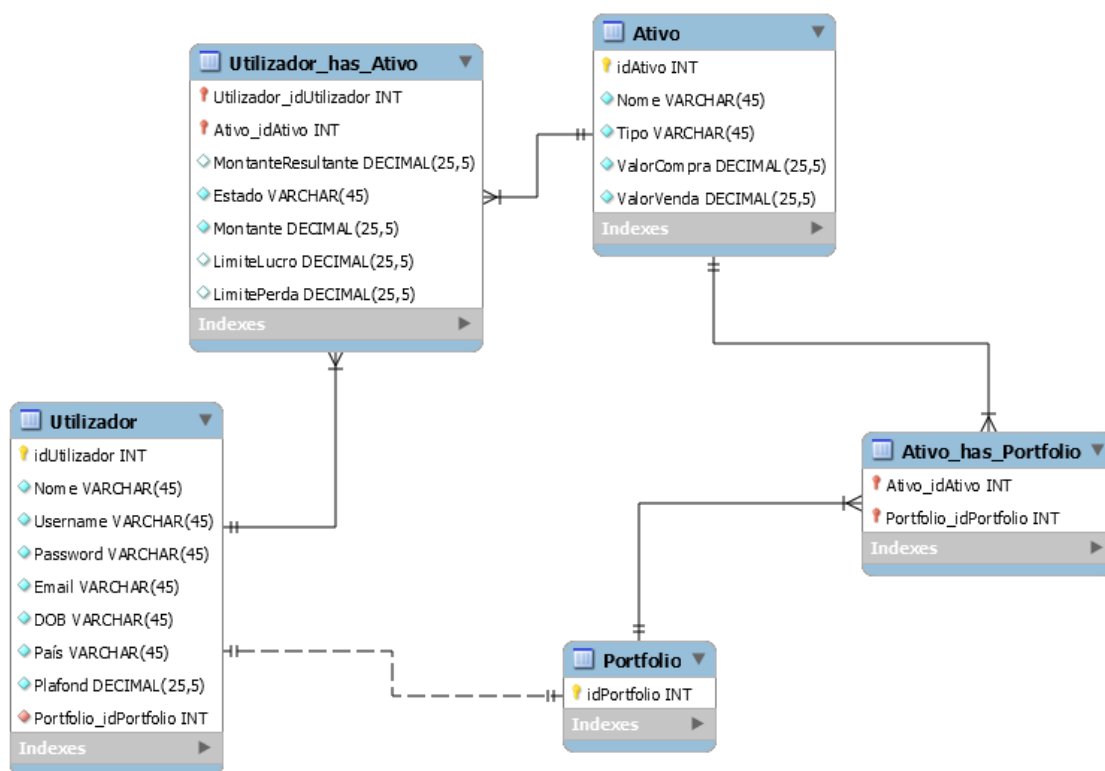 Utilizador_has_Ativo
Utilizador_idUtilizador INT
Ativo_idAtivo INT
MontanteResultante DECIMAL(25,5)
Estado VARCHAR(45)
Montante DECIMAL(25,5)
LimiteLucro DECIMAL(25,5)
LimitePerda DECIMAL(25,5)
Indexes
Ativo
idAtivo INT
Nome VARCHAR(45)
Tipo VARCHAR(45)
ValorCompra DECIMAL(25,5)
ValorVenda DECIMAL(25,5)
Indexes
Utilizador
idUtilizador INT
Nome VARCHAR(45)
Username VARCHAR(45)
Password VARCHAR(45)
Email VARCHAR(45)
DOB VARCHAR(45)
País VARCHAR(45)
Plafond DECIMAL(25,5)
Portfolio_idPortfolio INT
Indexes
Ativo_has_Portfolio
Ativo_idAtivo INT
Portfolio_idPortfolio INT
Indexes
Portfolio
idPortfolio INT
Indexes